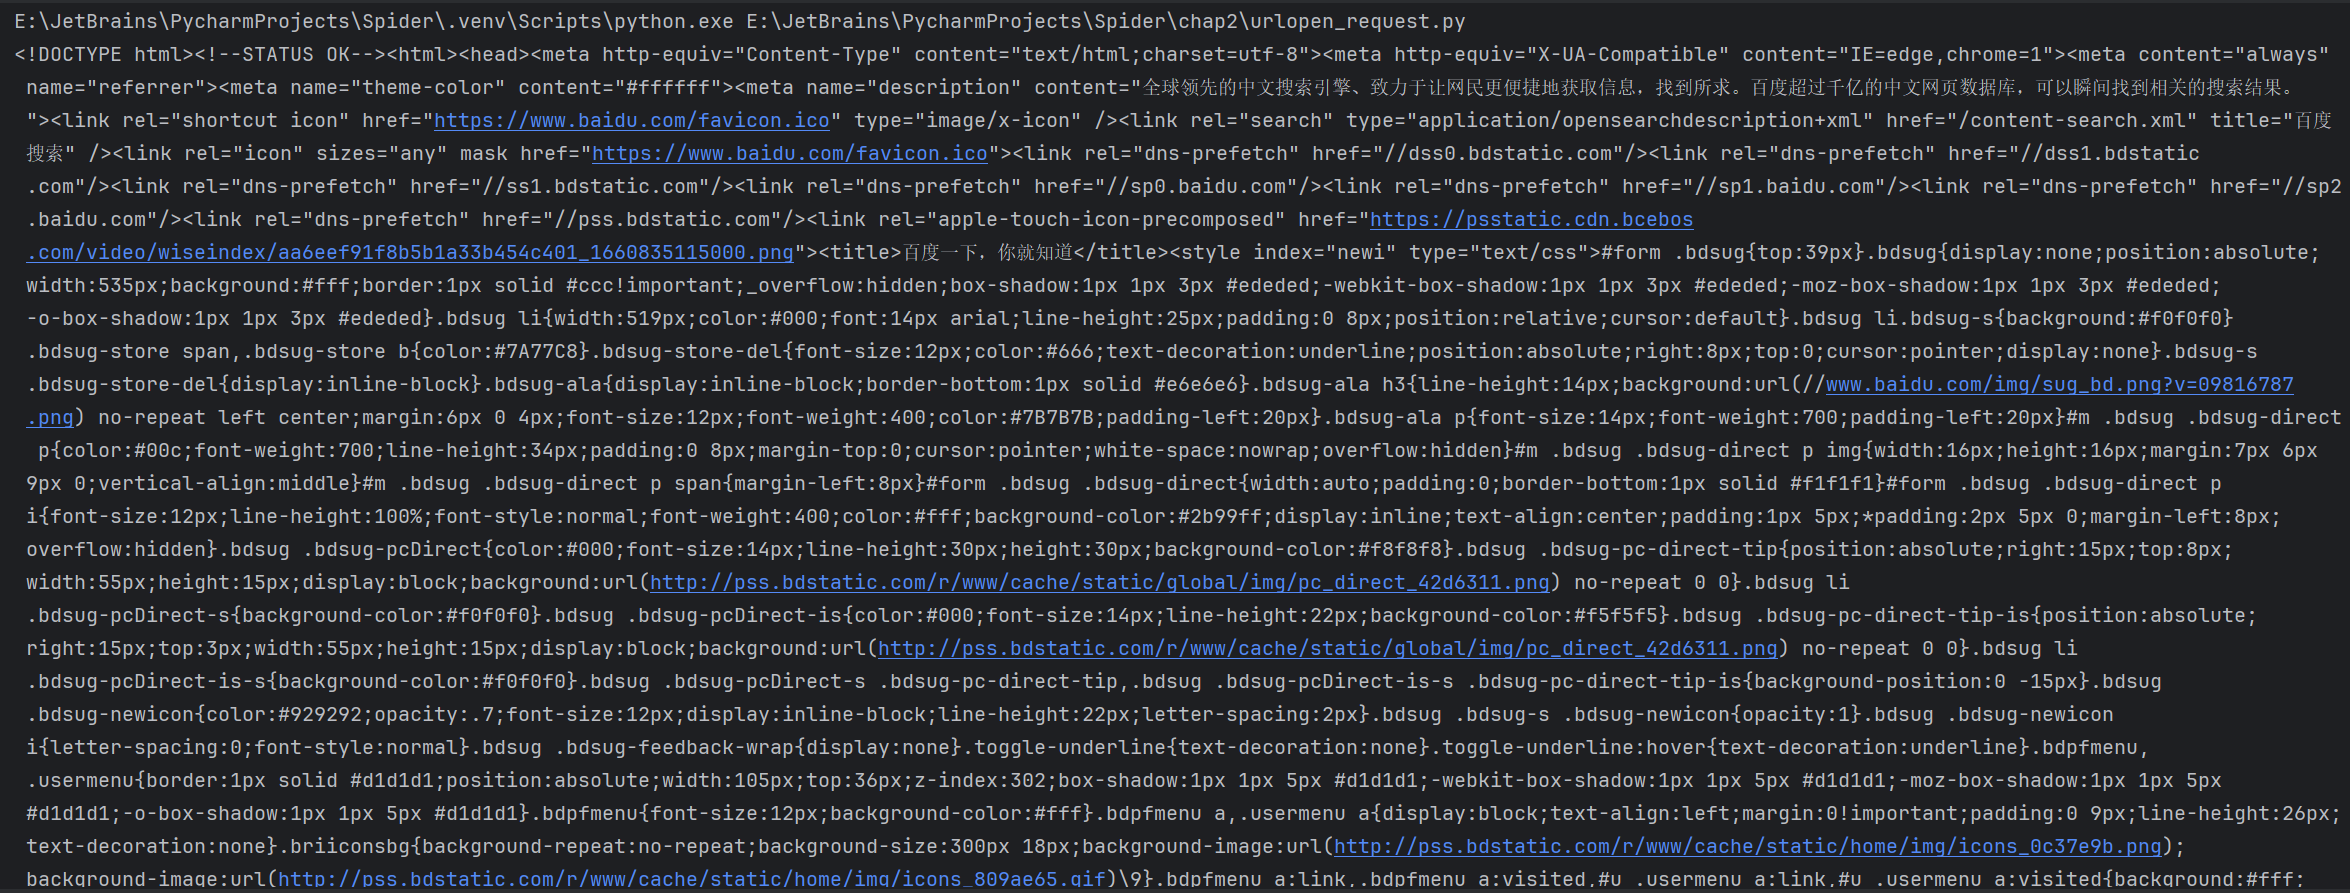 E:\JetBrains\PycharmProjects\Spider\.venv\Scripts\python.exe E:\JetBrains\PycharmProjects\Spider\chap2\urlopen_request.py
<!DOCTYPE html><!--STATUS OK--><html><head><meta http-equiv="Content-Type" content="text/html;charset=utf-8"><meta http-equiv="X-UA-Compatible" content="IE=edge,chrome=1"><meta content="always"
name="referrer"><meta name="theme-color" content="#ffffff"><meta name="description" content="全球领先的中文搜索引擎、致力于让网民更便捷地获取信息，找到所求。百度超过千亿的中文网页数据库，可以瞬间找到相关的搜索结果。
"><link rel="shortcut icon" href="https://www.baidu.com/favicon.ico" type="image/x-icon" /><link rel="search" type="application/opensearchdescription+xml" href="/content-search.xml" title="百度
搜索" /><link rel="icon" sizes="any" mask href="https://www.baidu.com/favicon.ico"><link rel="dns-prefetch" href="//dss0.bdstatic.com"/><link rel="dns-prefetch" href="//dss1.bdstatic
.com"/><link rel="dns-prefetch" href="//ss1.bdstatic.com"/><link rel="dns-prefetch" href="//sp0.baidu.com"/><link rel="dns-prefetch" href="//sp1.baidu.com"/><link rel="dns-prefetch" href="//sp2
.baidu.com"/><link rel="dns-prefetch" href="//pss.bdstatic.com"/><link rel="apple-touch-icon-precomposed" href="https://psstatic.cdn.bcebos
.com/video/wiseindex/aa6eef91f8b5b1a33b454c401_1660835115000.png"><title>百度一下，你就知道</title><style index="newi" type="text/css">#form .bdsug{top:39px}.bdsug{display:none;position:absolute;
width:535px;background:#fff;border:1px solid #ccc!important;_overflow:hidden;box-shadow:1px 1px 3px #ededed;-webkit-box-shadow:1px 1px 3px #ededed;-moz-box-shadow:1px 1px 3px #ededed;
-o-box-shadow:1px 1px 3px #ededed}.bdsug li{width:519px;color:#000;font:14px arial;line-height:25px;padding:0 8px;position:relative;cursor:default}.bdsug li.bdsug-s{background:#f0f0f0}
.bdsug-store span,.bdsug-store b{color:#7A77C8}.bdsug-store-del{font-size:12px;color:#666;text-decoration:underline;position:absolute;right:8px;top:0;cursor:pointer;display:none}.bdsug-s
.bdsug-store-del{display:inline-block}.bdsug-ala{display:inline-block;border-bottom:1px solid #e6e6e6}.bdsug-ala h3{line-height:14px;background:url(//www.baidu.com/img/sug_bd.png?v=09816787
.png) no-repeat left center;margin:6px 0 4px;font-size:12px;font-weight:400;color:#7B7B7B;padding-left:20px}.bdsug-ala p{font-size:14px;font-weight:700;padding-left:20px}#m .bdsug .bdsug-direct
p{color:#00c;font-weight:700;line-height:34px;padding:0 8px;margin-top:0;cursor:pointer;white-space:nowrap;overflow:hidden}#m .bdsug .bdsug-direct p img{width:16px;height:16px;margin:7px 6px
9px 0;vertical-align:middle}#m .bdsug .bdsug-direct p span{margin-left:8px}#form .bdsug .bdsug-direct{width:auto;padding:0;border-bottom:1px solid #f1f1f1}#form .bdsug .bdsug-direct p
i{font-size:12px;line-height:100%;font-style:normal;font-weight:400;color:#fff;background-color:#2b99ff;display:inline;text-align:center;padding:1px 5px;*padding:2px 5px 0;margin-left:8px;
overflow:hidden}.bdsug .bdsug-pcDirect{color:#000;font-size:14px;line-height:30px;height:30px;background-color:#f8f8f8}.bdsug .bdsug-pc-direct-tip{position:absolute;right:15px;top:8px;
width:55px;height:15px;display:block;background:url(http://pss.bdstatic.com/r/www/cache/static/global/img/pc_direct_42d6311.png) no-repeat 0 0}.bdsug li
.bdsug-pcDirect-s{background-color:#f0f0f0}.bdsug .bdsug-pcDirect-is{color:#000;font-size:14px;line-height:22px;background-color:#f5f5f5}.bdsug .bdsug-pc-direct-tip-is{position:absolute;
right:15px;top:3px;width:55px;height:15px;display:block;background:url(http://pss.bdstatic.com/r/www/cache/static/global/img/pc_direct_42d6311.png) no-repeat 0 0}.bdsug li
.bdsug-pcDirect-is-s{background-color:#f0f0f0}.bdsug .bdsug-pcDirect-s .bdsug-pc-direct-tip,.bdsug .bdsug-pcDirect-is-s .bdsug-pc-direct-tip-is{background-position:0 -15px}.bdsug
.bdsug-newicon{color:#929292;opacity:.7;font-size:12px;display:inline-block;line-height:22px;letter-spacing:2px}.bdsug .bdsug-s .bdsug-newicon{opacity:1}.bdsug .bdsug-newicon
i{letter-spacing:0;font-style:normal}.bdsug .bdsug-feedback-wrap{display:none}.toggle-underline{text-decoration:none}.toggle-underline:hover{text-decoration:underline}.bdpfmenu,
.usermenu{border:1px solid #d1d1d1;position:absolute;width:105px;top:36px;z-index:302;box-shadow:1px 1px 5px #d1d1d1;-webkit-box-shadow:1px 1px 5px #d1d1d1;-moz-box-shadow:1px 1px 5px
#d1d1d1;-o-box-shadow:1px 1px 5px #d1d1d1}.bdpfmenu{font-size:12px;background-color:#fff}.bdpfmenu a,.usermenu a{display:block;text-align:left;margin:0!important;padding:0 9px;line-height:26px;
text-decoration:none}.briiconsbg{background-repeat:no-repeat;background-size:300px 18px;background-image:url(http://pss.bdstatic.com/r/www/cache/static/home/img/icons_0c37e9b.png);
background-image:url(http://pss.bdstatic.com/r/www/cache/static/home/img/icons_809ae65.gif)\9}.bdpfmenu a:link,.bdpfmenu a:visited,#u .usermenu a:link,#u .usermenu a:visited{background:#fff;